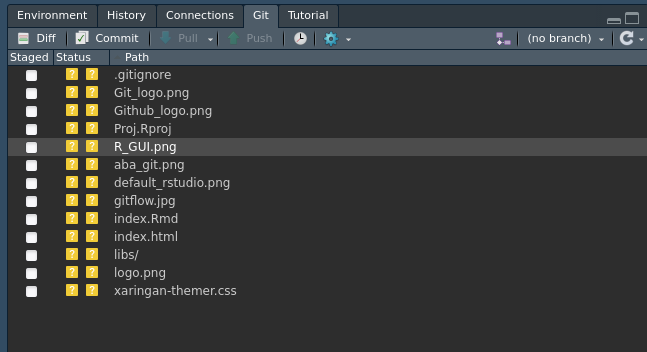 Environment History Connections Git Tutorial
Diff Commit Pull Push (no branch)
Staged Status Path
? ? .gitignore
? ? Git_logo.png
? ? Github_logo.png
? ? Proj.Rproj
? ? R_GUI.png
? ? aba_git.png
? ? default_rstudio.png
? ? gitflow.jpg
? ? index.Rmd
? ? index.html
? ? libs/
? ? logo.png
? ? xaringan-themer.css